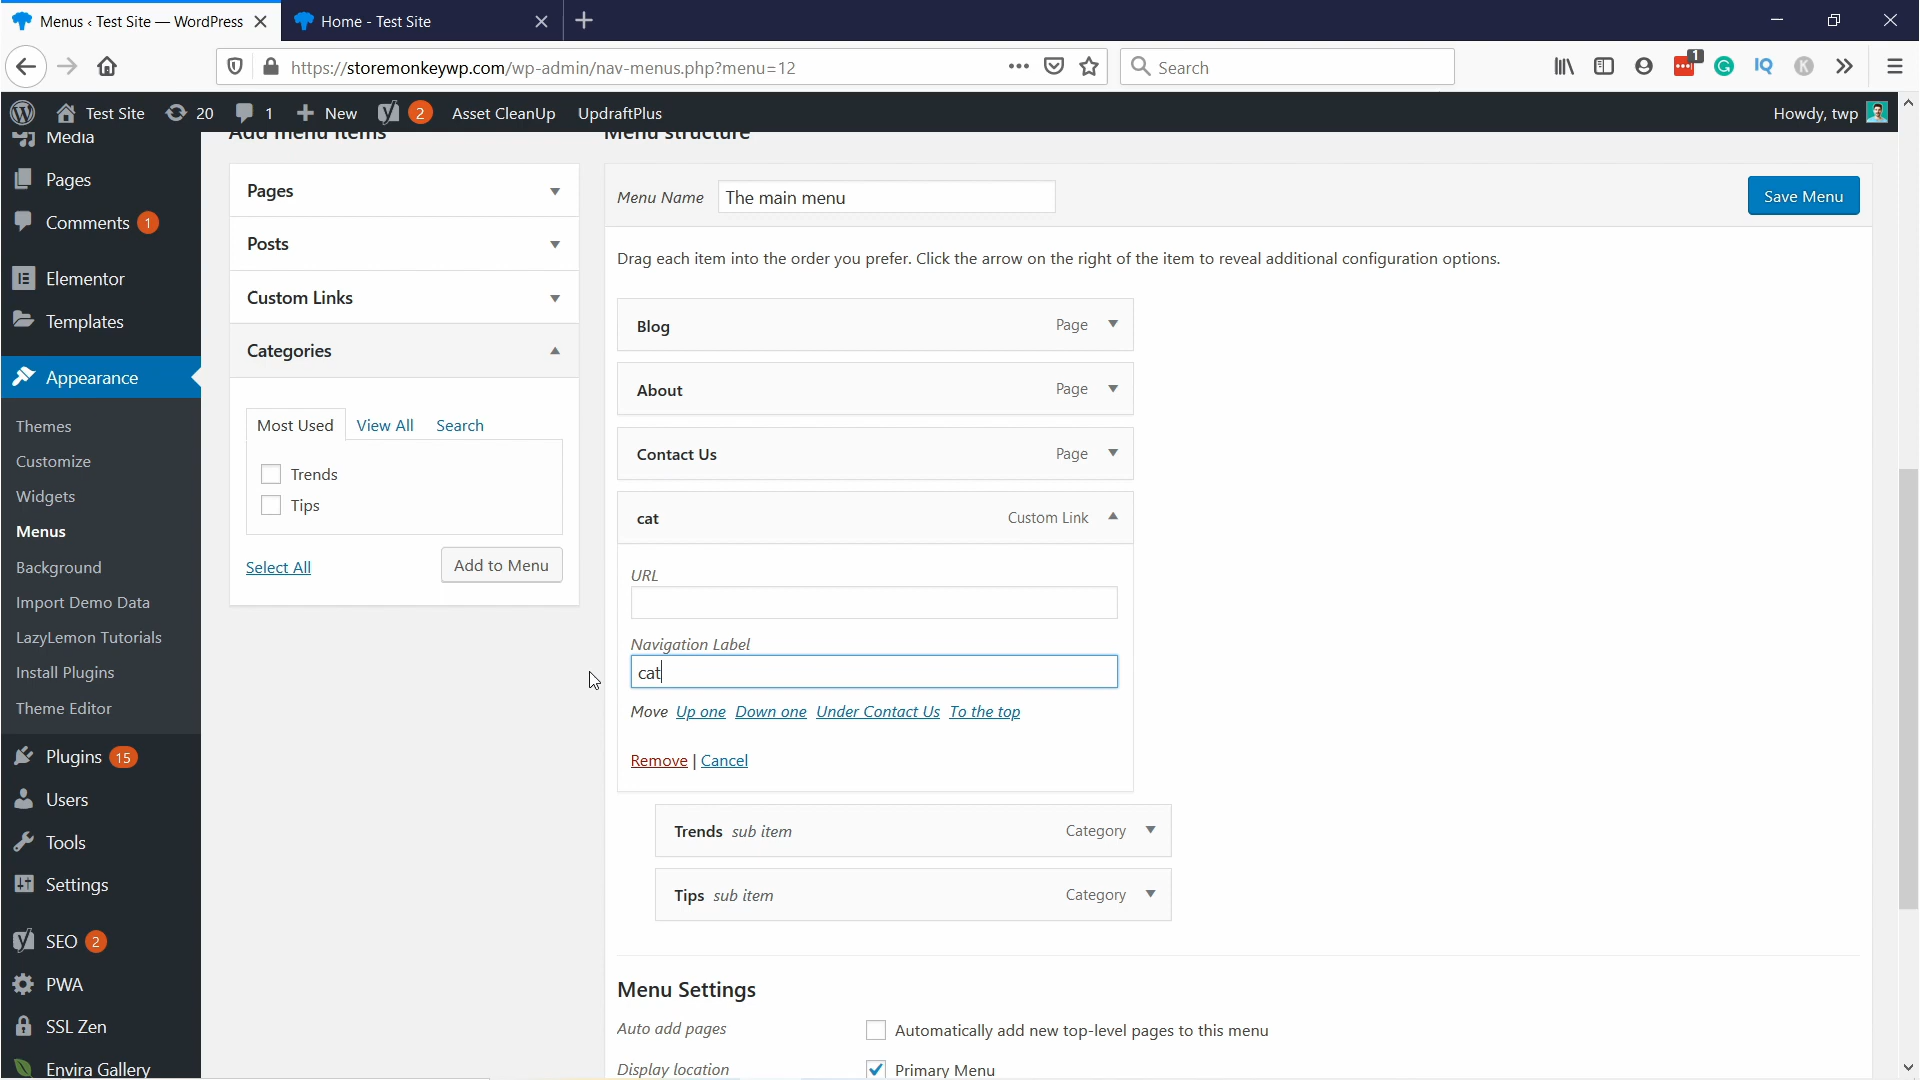 Menus ‹ Test Site — WordPress
Home - Test Site
https://storemonkeywp.com/wp-admin/nav-menus.php?menu=12
Search
1
Test Site
20
1
New
2
Asset CleanUp
UpdraftPlus
Howdy, twp
Media
Pages
Comments 1
Elementor
Templates
Appearance
Themes
Customize
Widgets
Menus
Background
Import Demo Data
LazyLemon Tutorials
Install Plugins
Theme Editor
Plugins 15
Users
Tools
Settings
SEO 2
PWA
SSL Zen
Envira Gallery
Add menu items
Pages
Posts
Custom Links
Categories
Most Used View All Search
Trends
Tips
Select All
Add to Menu
Menu structure
Menu Name The main menu
Save Menu
Drag each item into the order you prefer. Click the arrow on the right of the item to reveal additional configuration options.
Blog Page
About Page
Contact Us Page
cat Custom Link
URL
Navigation Label
cat
Move Up one Down one Under Contact Us To the top
Remove | Cancel
Trends sub item Category
Tips sub item Category
Menu Settings
Auto add pages Automatically add new top-level pages to this menu
Display location Primary Menu